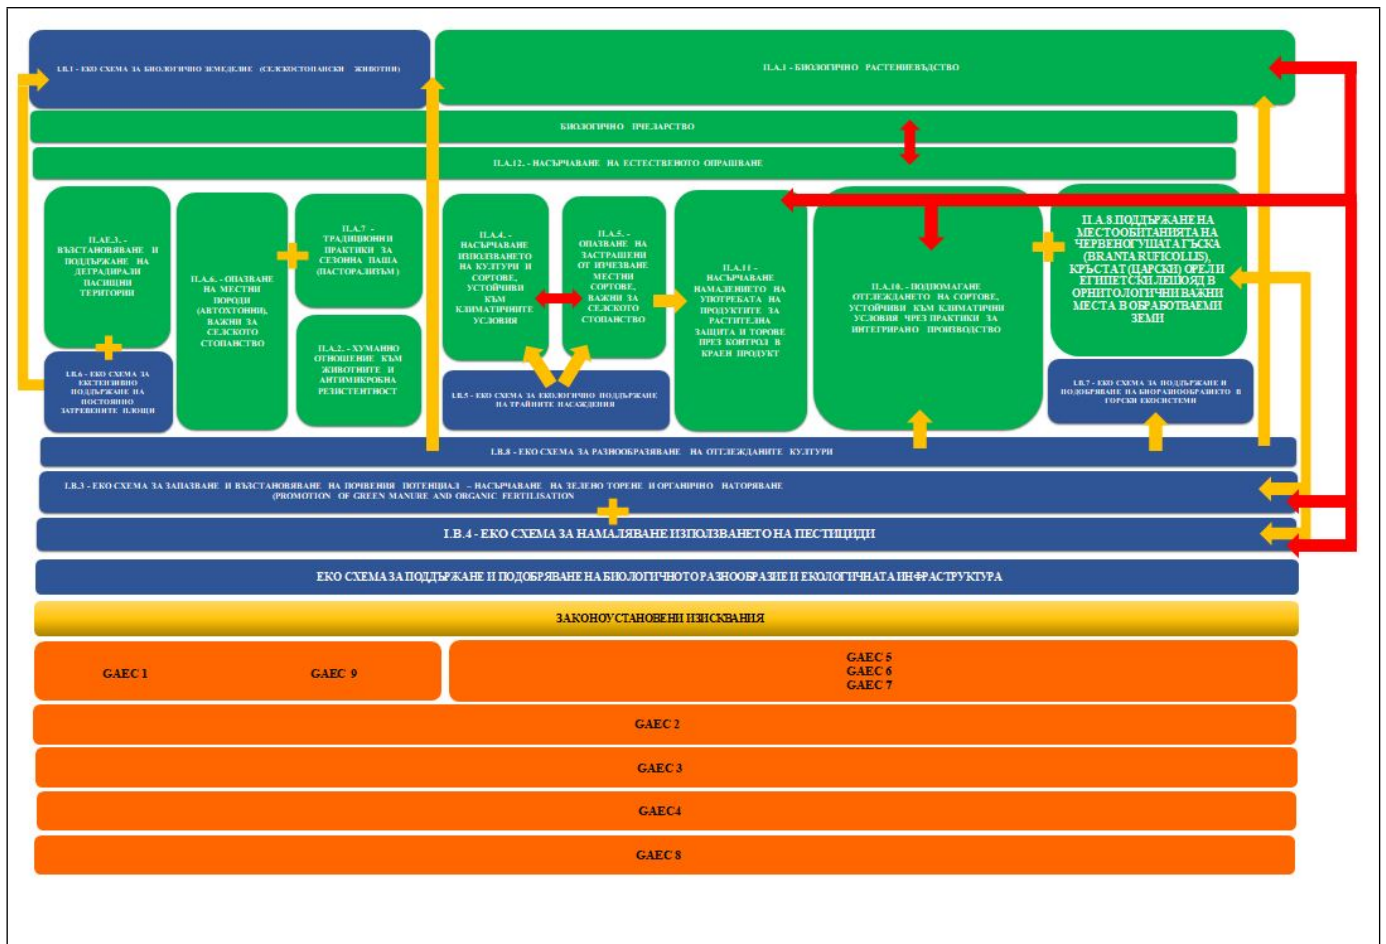 I.B.1 - ЕКО СХЕМА ЗА БИОЛОГИЧНО ЗЕМЕДЕЛИЕ (СЕЛСКОСТОПАНСКИ ЖИВОТНИ)
II.A.1 - БИОЛОГИЧНО РАСТЕНИЕВЪДСТВО
БИОЛОГИЧНО ПЧЕЛАРСТВО
II.A.12. - НАСЪРЧАВАНЕ НА ЕСТЕСТВЕНОТО ОПРАШВАНЕ
II.AE.3. -
ВЪЗСТАНОВЯВАНЕ И
ПОДДЪРЖАНЕ НА
ДЕГРАДИРАЛИ
ПАСИЩНИ
ТЕРИТОРИИ
I.B.6 - ЕКО СХЕМА ЗА
ЕКСТЕНЗИВНО
ПОДДЪРЖАНЕ НА
ПОСТОЯННО
ЗАТРЕВЕНИТЕ ПЛОЩИ
II.A.6. - ОПАЗВАНЕ
НА МЕСТНИ
ПОРОДИ
(АВТОХТОННИ),
ВАЖНИ ЗА
СЕЛСКОТО
СТОПАНСТВО
II.A.7 -
ТРАДИЦИОННИ
ПРАКТИКИ ЗА
СЕЗОННА ПАША
(ПАСТОРАЛИЗЪМ )
II.A.2. - ХУМАННО
ОТНОШЕНИЕ КЪМ
ЖИВОТНИТЕ И
АНТИМИКРОБНА
РЕЗИСТЕНТНОСТ
II.A.4. -
НАСЪРЧАВАНЕ
ИЗПОЛЗВАНЕТО
НА КУЛТУРИ И
СОРТОВЕ,
УСТОЙЧИВИ
КЪМ
КЛИМАТИЧНИТЕ
УСЛОВИЯ
II.A.5. -
ОПАЗВАНЕ НА
ЗАСТРАШЕНИ
ОТ ИЗЧЕЗВАНЕ
МЕСТНИ
СОРТОВЕ,
ВАЖНИ ЗА
СЕЛСКОТО
СТОПАНСТВО
I.B.5 - ЕКО СХЕМА ЗА ЕКОЛОГИЧНО ПОДДЪРЖАНЕ
НА ТРАЙНИТЕ НАСАЖДЕНИЯ
II.A.11 -
НАСЪРЧАВАНЕ
НАМАЛЕНИЕТО НА
УПОТРЕБАТА НА
ПРОДУКТИТЕ ЗА
РАСТИТЕЛНА
ЗАЩИТА И ТОРОВЕ
ПРЕЗ КОНТРОЛ В
КРАЕН ПРОДУКТ
II.A.10. - ПОДПОМАГАНЕ
ОТГЛЕЖДАНЕТО НА СОРТОВЕ,
УСТОЙЧИВИ КЪМ КЛИМАТИЧНИ
УСЛОВИЯ ЧРЕЗ ПРАКТИКИ ЗА
ИНТЕГРИРАНО ПРОИЗВОДСТВО
II.A.8.ПОДДЪРЖАНЕ НА
МЕСТООБИТАНИЯТА НА
ЧЕРВЕНОГУШАТА ГЪСКА
(BRANTA RUFICOLLIS),
КРЪСТАТ (ЦАРСКИ) ОРЕЛ И
ЕГИПЕТСКИ ЛЕШОЯД В
ОРНИТОЛОГИЧНИ ВАЖНИ
МЕСТА В ОБРАБОТВАЕМИ
ЗЕМИ
I.B.7 - ЕКО СХЕМА ЗА ПОДДЪРЖАНЕ И
ПОДОБРЯВАНЕ НА БИОРАЗНООБРАЗИЕТО В
ГОРСКИ ЕКОСИСТЕМИ
I.B.8 - ЕКО СХЕМА ЗА РАЗНООБРАЗЯВАНЕ НА ОТГЛЕЖДАНИТЕ КУЛТУРИ
I.B.3 - ЕКО СХЕМА ЗА ЗАПАЗВАНЕ И ВЪЗСТАНОВЯВАНЕ НА ПОЧВЕНИЯ ПОТЕНЦИАЛ – НАСЪРЧАВАНЕ НА ЗЕЛЕНО ТОРЕНЕ И ОРГАНИЧНО НАТОРЯВАНЕ
(PROMOTION OF GREEN MANURE AND ORGANIC FERTILISATION
I.B.4 - ЕКО СХЕМА ЗА НАМАЛЯВАНЕ ИЗПОЛЗВАНЕТО НА ПЕСТИЦИДИ
ЕКО СХЕМА ЗА ПОДДЪРЖАНЕ И ПОДОБРЯВАНЕ НА БИОЛОГИЧНОТО РАЗНООБРАЗИЕ И ЕКОЛОГИЧНАТА ИНФРАСТРУКТУРА
ЗАКОНОУСТАНОВЕНИ ИЗИСКВАНИЯ
GAEC 1 GAEC 9
GAEC 5
GAEC 6
GAEC 7
GAEC 2
GAEC 3
GAEC4
GAEC 8